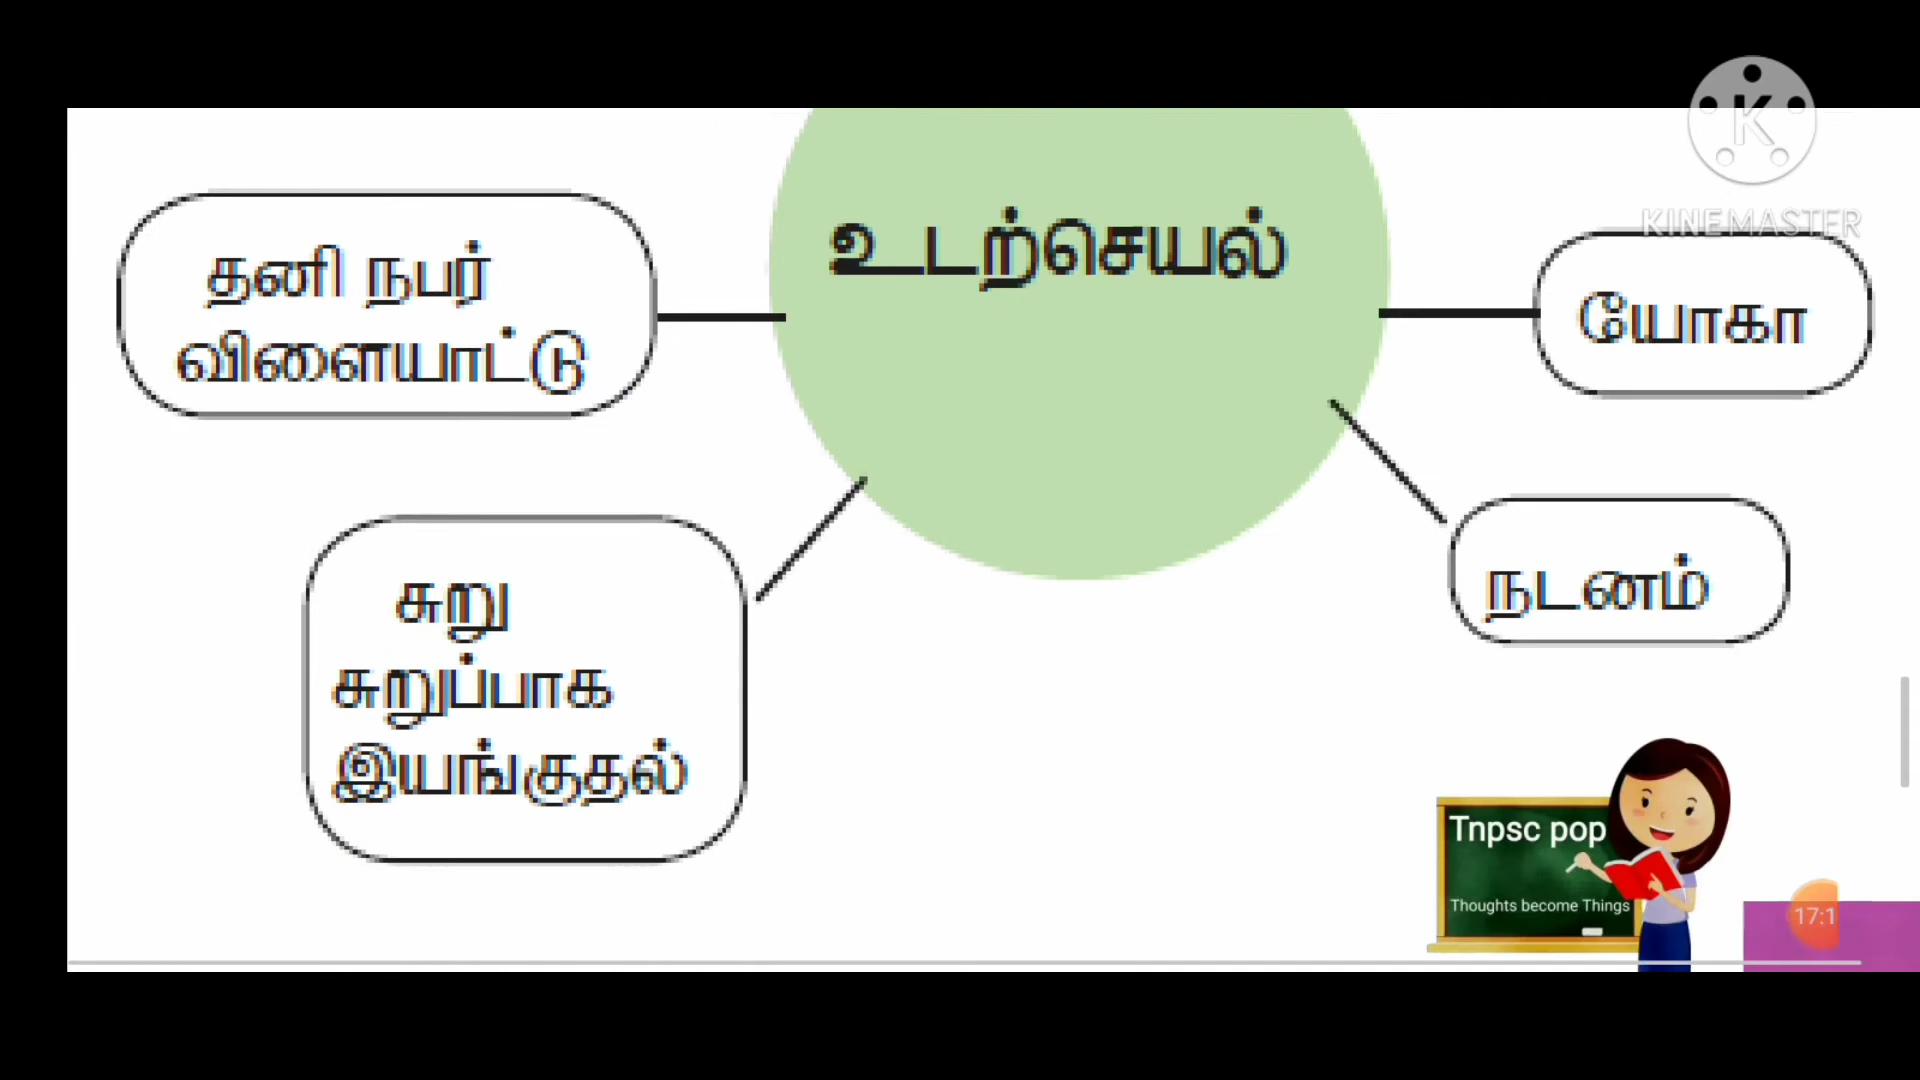 KINEMASTER
உடற்செயல்
தனி நபர்
விளையாட்டு
யோகா
நடனம்
சுறு
சுறுப்பாக
இயங்குதல்
Tnpsc pop
Thoughts become Things
17:1